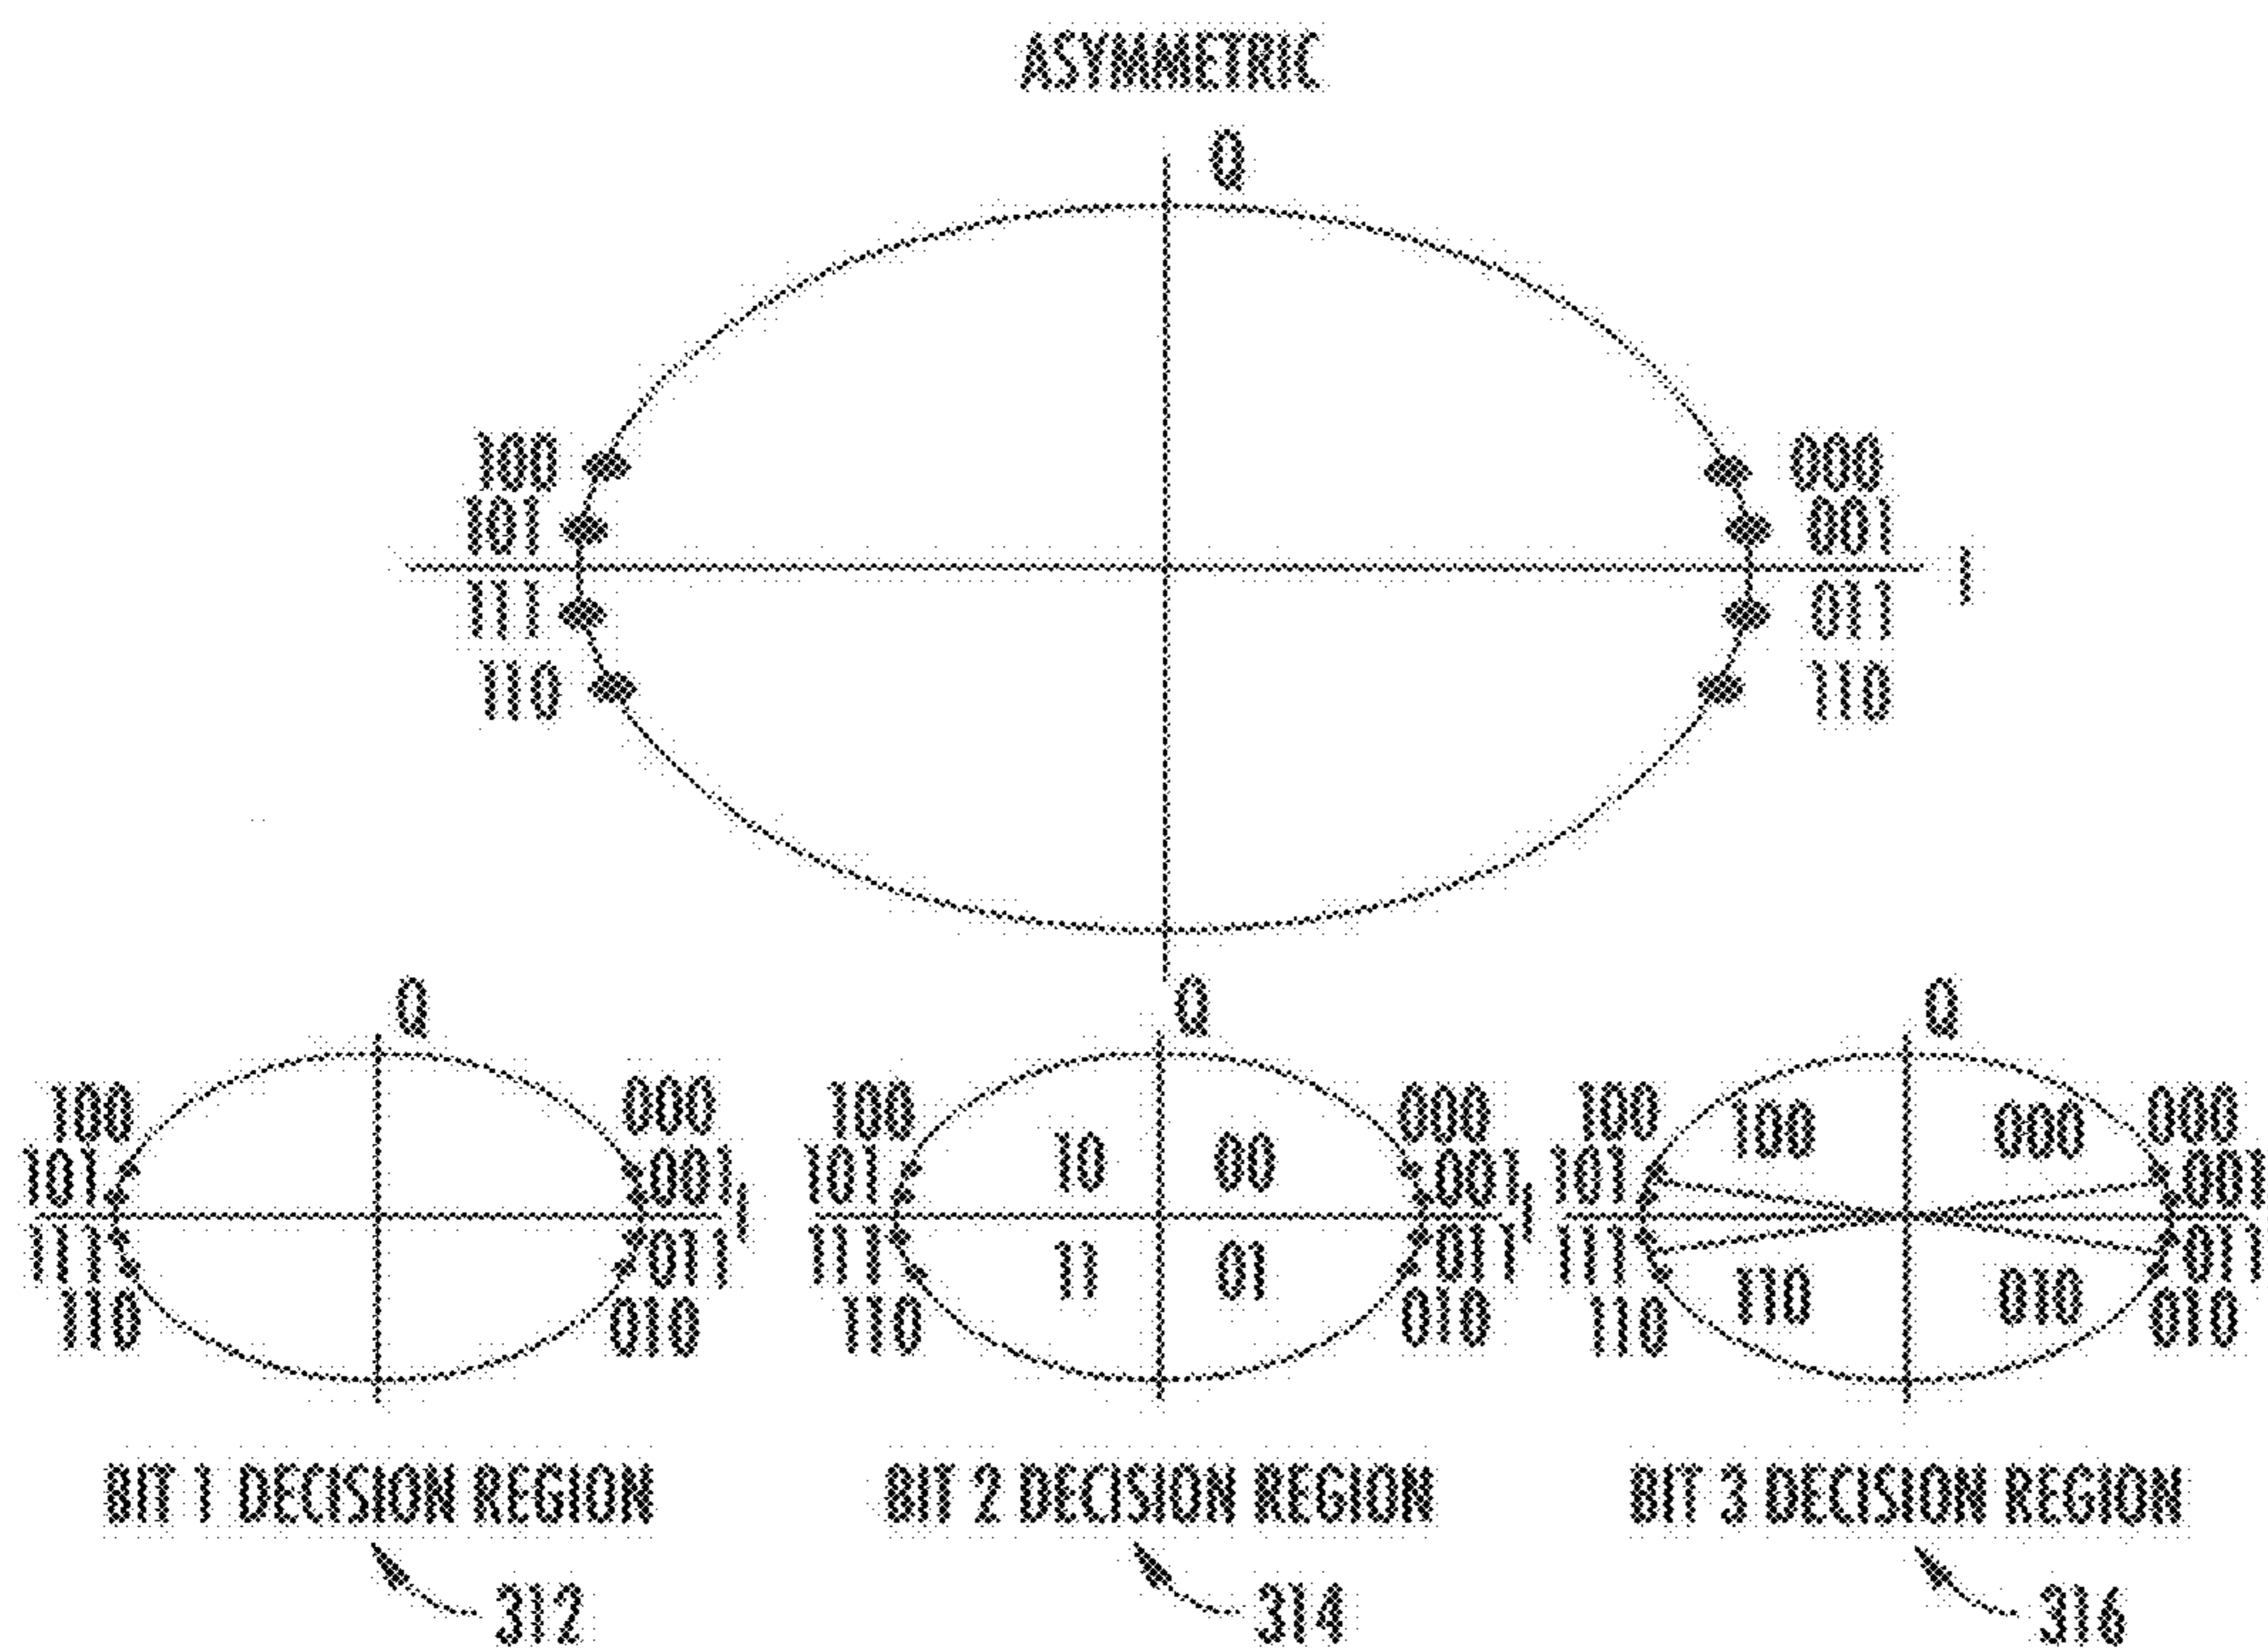 ASYMMETRIC
Q
100 000
101 001
I
111 011
110 110
Q Q Q
100 000 100 10 00 000 100 100 000 000
101 001 I 101 001 I 101 001
111 011 111 11 01 011 111 011
110 010 110 010 110 110 010 010
BIT 1 DECISION REGION BIT 2 DECISION REGION BIT 3 DECISION REGION
312 314 316